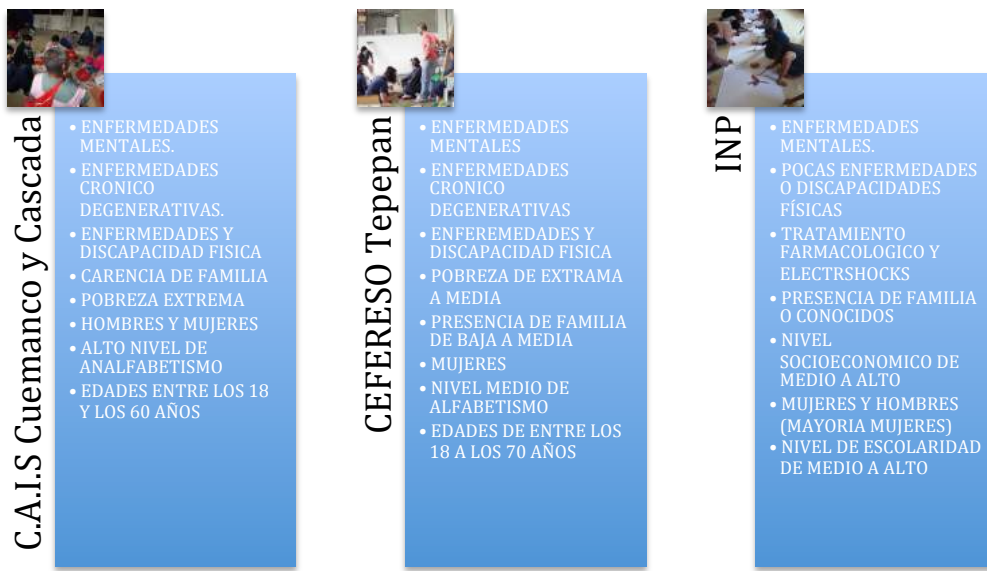 C.A.I.S Cuemanco y Cascada
• ENFERMEDADES
MENTALES.
• ENFERMEDADES
CRONICO
DEGENERATIVAS.
• ENFERMEDADES Y
DISCAPACIDAD FISICA
• CARENCIA DE FAMILIA
• POBREZA EXTREMA
• HOMBRES Y MUJERES
• ALTO NIVEL DE
ANALFABETISMO
• EDADES ENTRE LOS 18
Y LOS 60 AÑOS
CEFERESO Tepepan
• ENFERMEDADES
MENTALES
• ENFERMEDADES
CRONICO
DEGENERATIVAS
• ENFEREMEDADES Y
DISCAPACIDAD FISICA
• POBREZA DE EXTRAMA
A MEDIA
• PRESENCIA DE FAMILIA
DE BAJA A MEDIA
• MUJERES
• NIVEL MEDIO DE
ALFABETISMO
• EDADES DE ENTRE LOS
18 A LOS 70 AÑOS
INP
• ENFERMEDADES
MENTALES.
• POCAS ENFERMEDADES
O DISCAPACIDADES
FÍSICAS
• TRATAMIENTO
FARMACOLOGICO Y
ELECTRSHOCKS
• PRESENCIA DE FAMILIA
O CONOCIDOS
• NIVEL
SOCIOECONOMICO DE
MEDIO A ALTO
• MUJERES Y HOMBRES
(MAYORIA MUJERES)
• NIVEL DE ESCOLARIDAD
DE MEDIO A ALTO